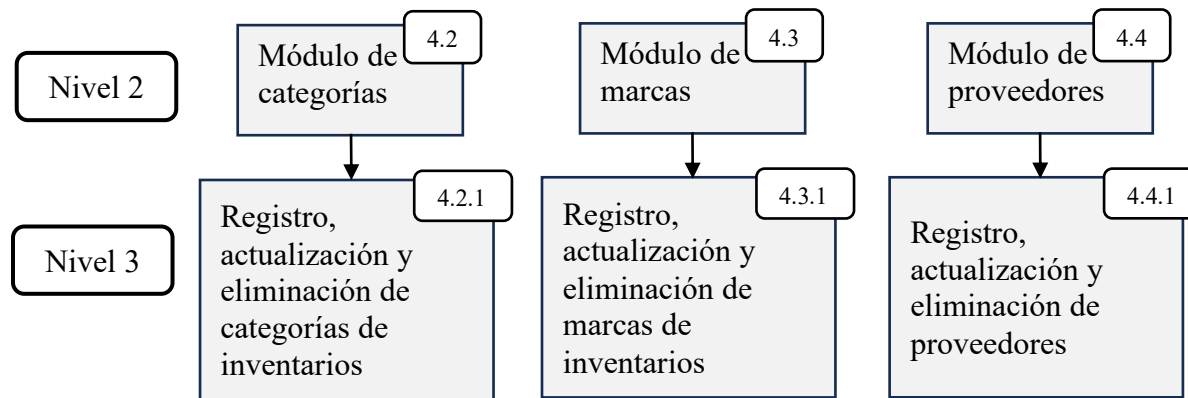 Nivel 2
Módulo de
categorías
4.2
Módulo de
marcas
4.3
Módulo de
proveedores
4.4
Nivel 3
Registro,
actualización y
eliminación de
categorías de
inventarios
4.2.1
Registro,
actualización y
eliminación de
marcas de
inventarios
4.3.1
Registro,
actualización y
eliminación de
proveedores
4.4.1